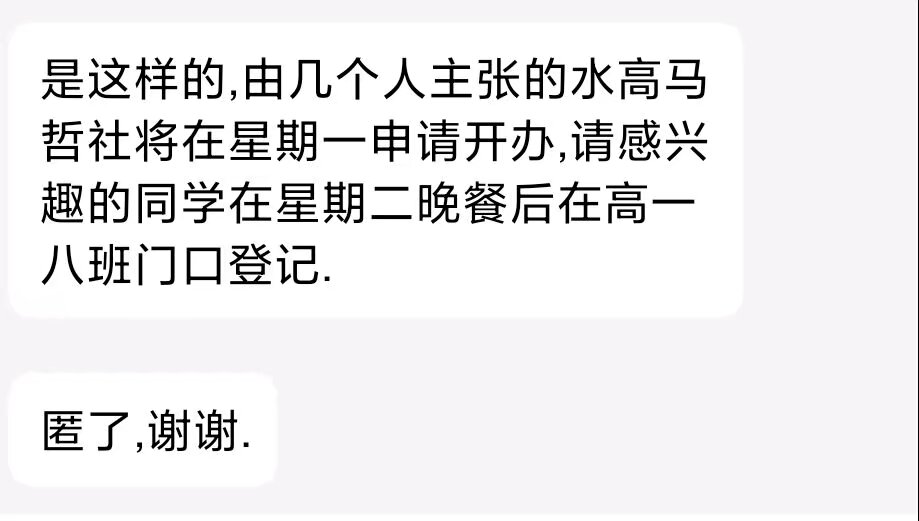 是这样的,由几个人主张的水高马
哲社将在星期一申请开办,请感兴
趣的同学在星期二晚餐后在高一
八班门口登记.
匿了,谢谢.